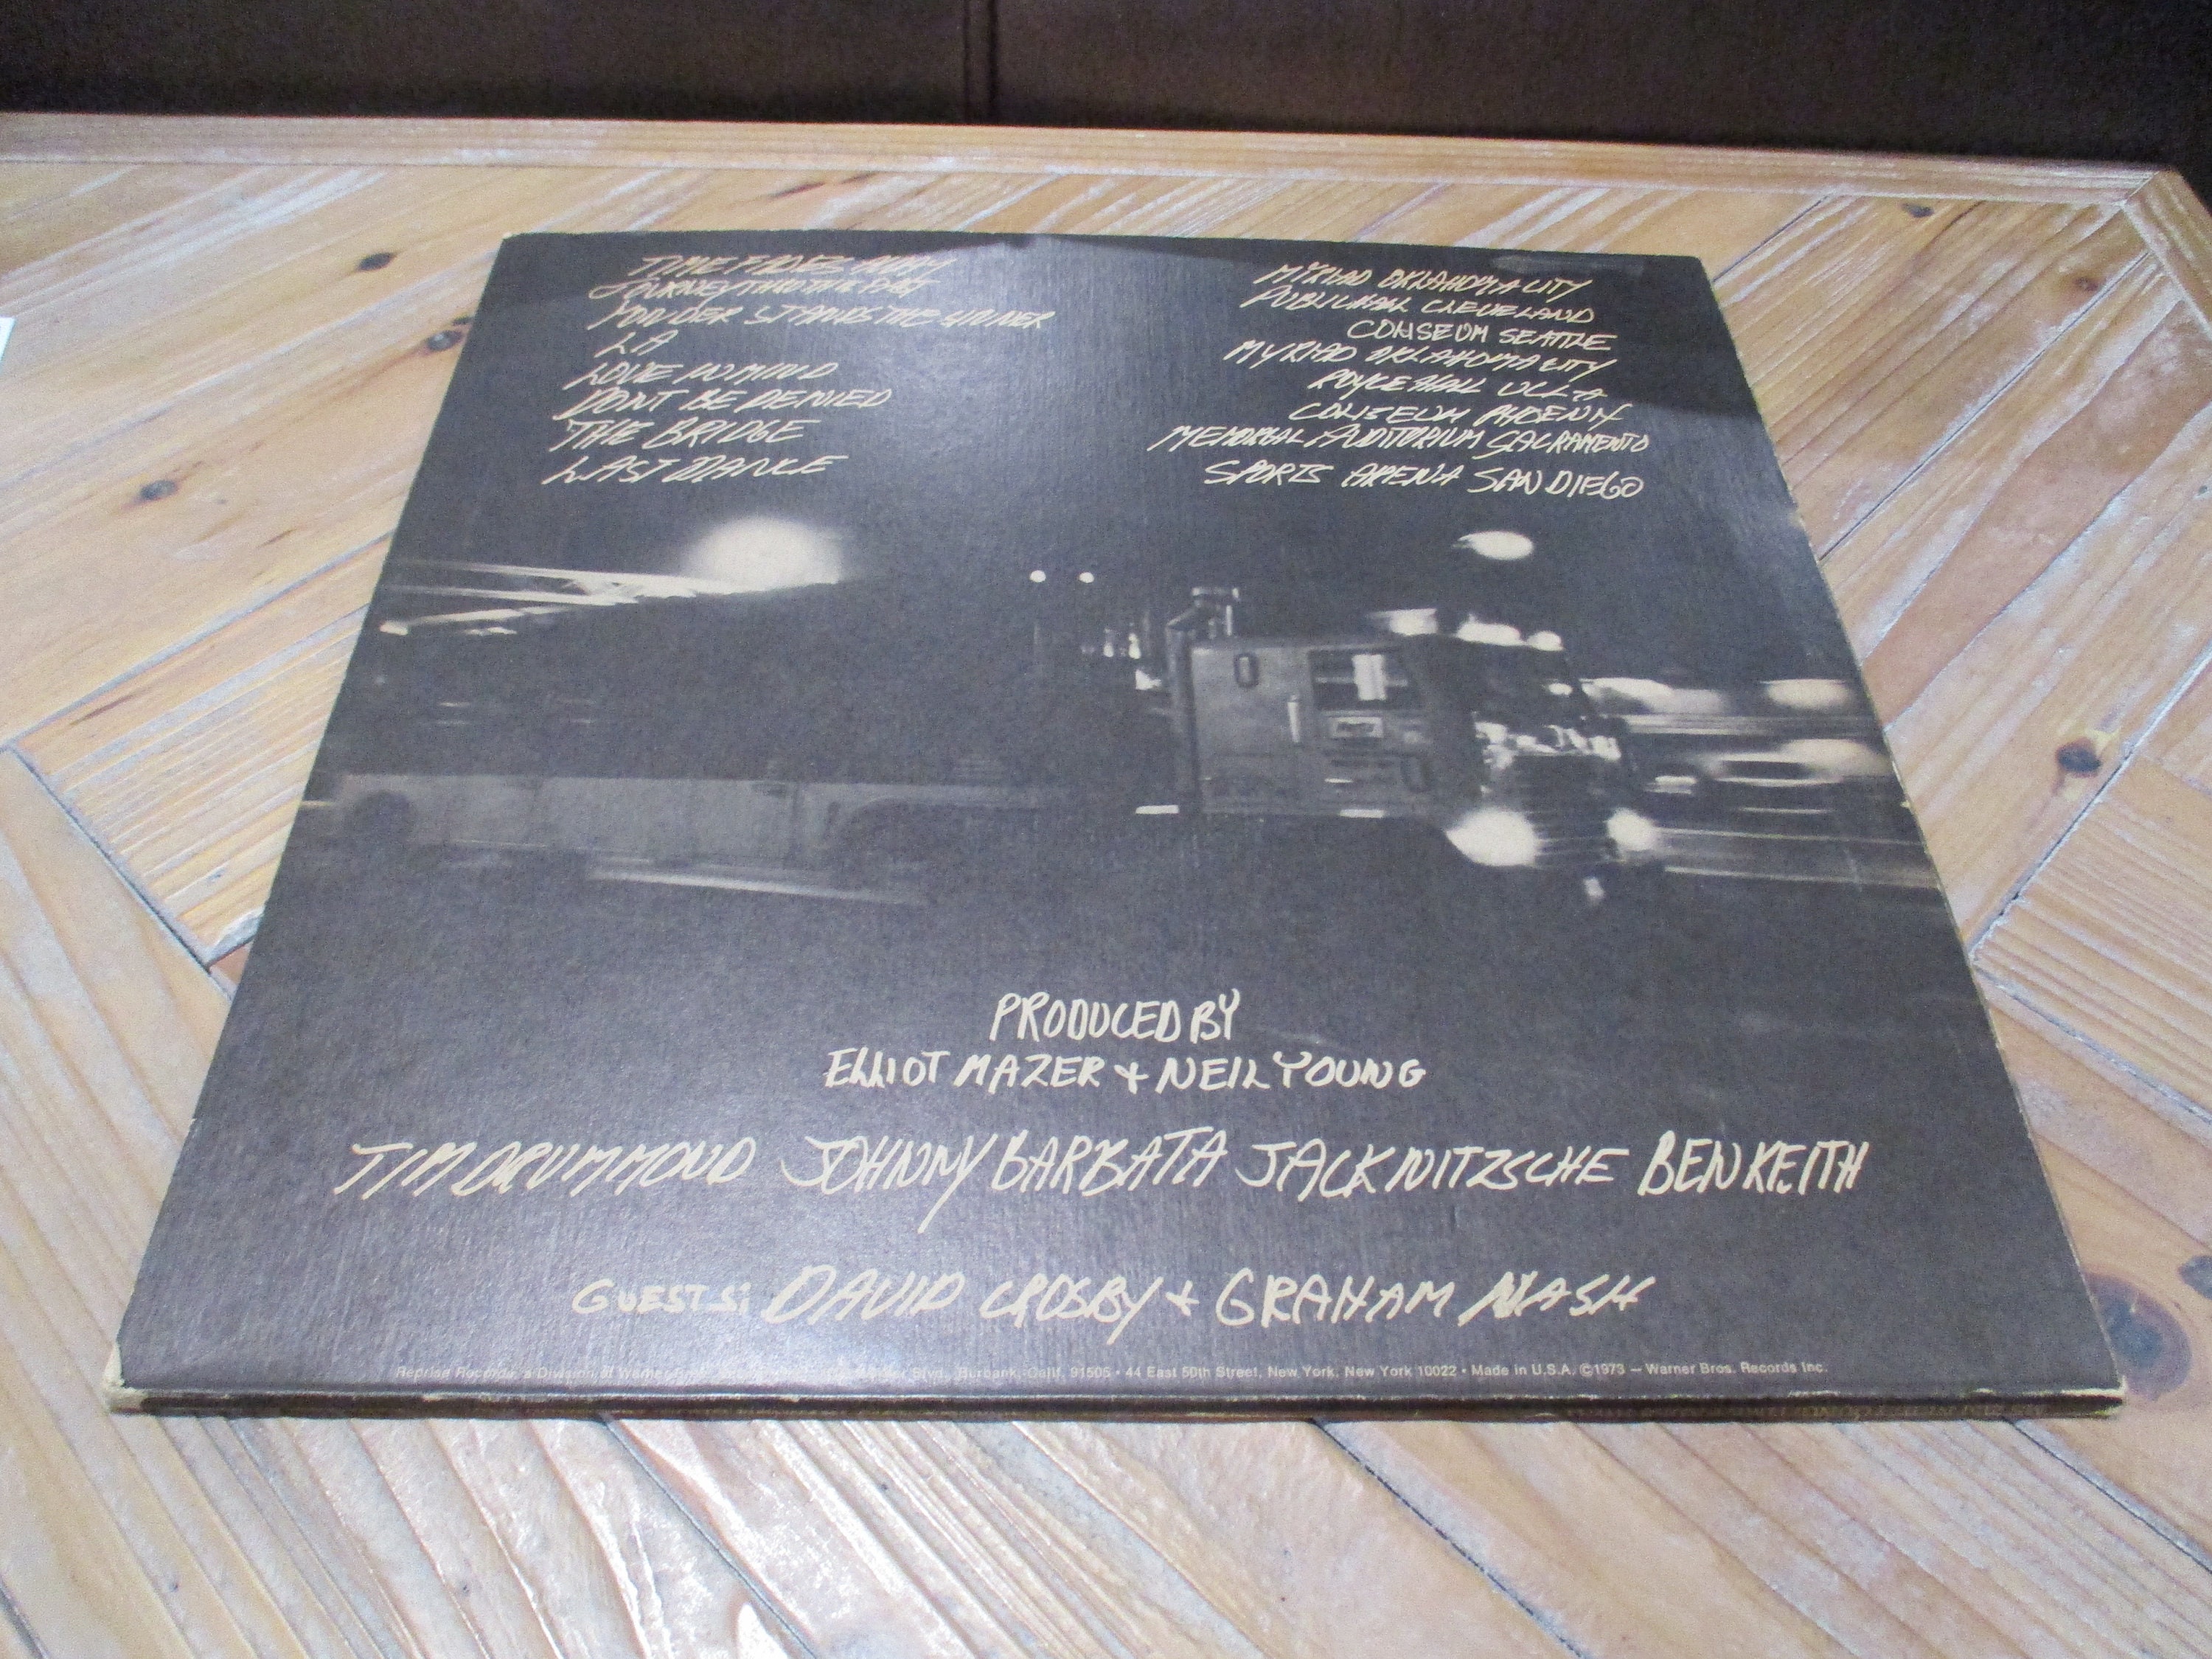 TIME FADES AWAY
JOURNEY THRU THE PAST
YONDER STANDS THE SINNER
LA
LOVE IN MIND
DONT BE DENIED
THE BRIDGE
LAST DANCE
MYRIAD OKLAHOMA CITY
PUBLIC HALL CLEVELAND
COLISEUM SEATTLE
MYRIAD OKLAHOMA CITY
ROYCE HALL UCLA
COLISEUM PHOENIX
MEMORIAL AUDITORIUM SACRAMENTO
SPORTS ARENA SAN DIEGO
PRODUCED BY
ELLIOT MAZER + NEIL YOUNG
TIM DRUMMOND JOHNNY BARBATA JACK NITZSCHE BEN KEITH
GUESTS: DAVID CROSBY + GRAHAM NASH
Reprise Records, a Division of Warner Blvd., Burbank, Calif. 91505 • 44 East 50th Street, New York, New York 10022 • Made in U.S.A. ©1973 — Warner Bros. Records Inc.